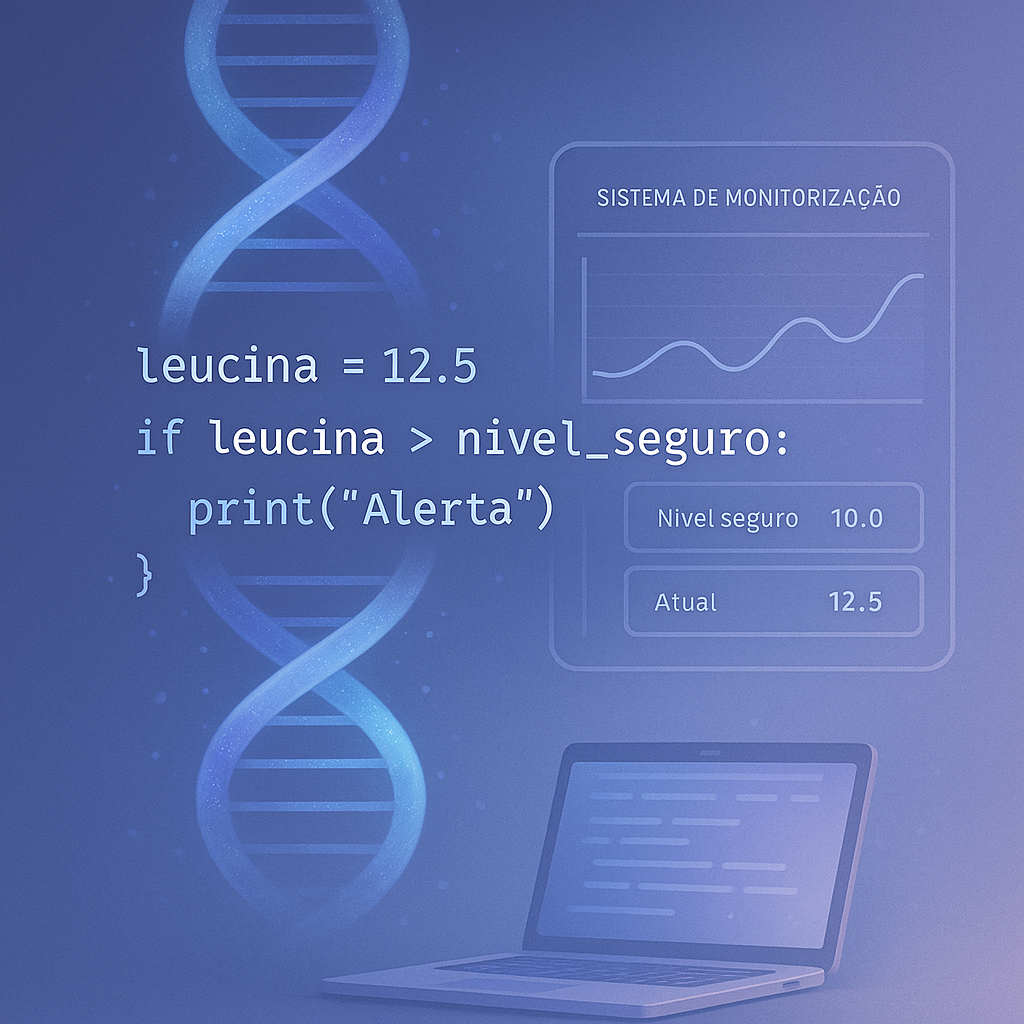 SISTEMA DE MONITORIZAÇÃO
leucina = 12.5
if leucina > nivel_seguro:
print("Alerta")
}
Nivel seguro 10.0
Atual 12.5